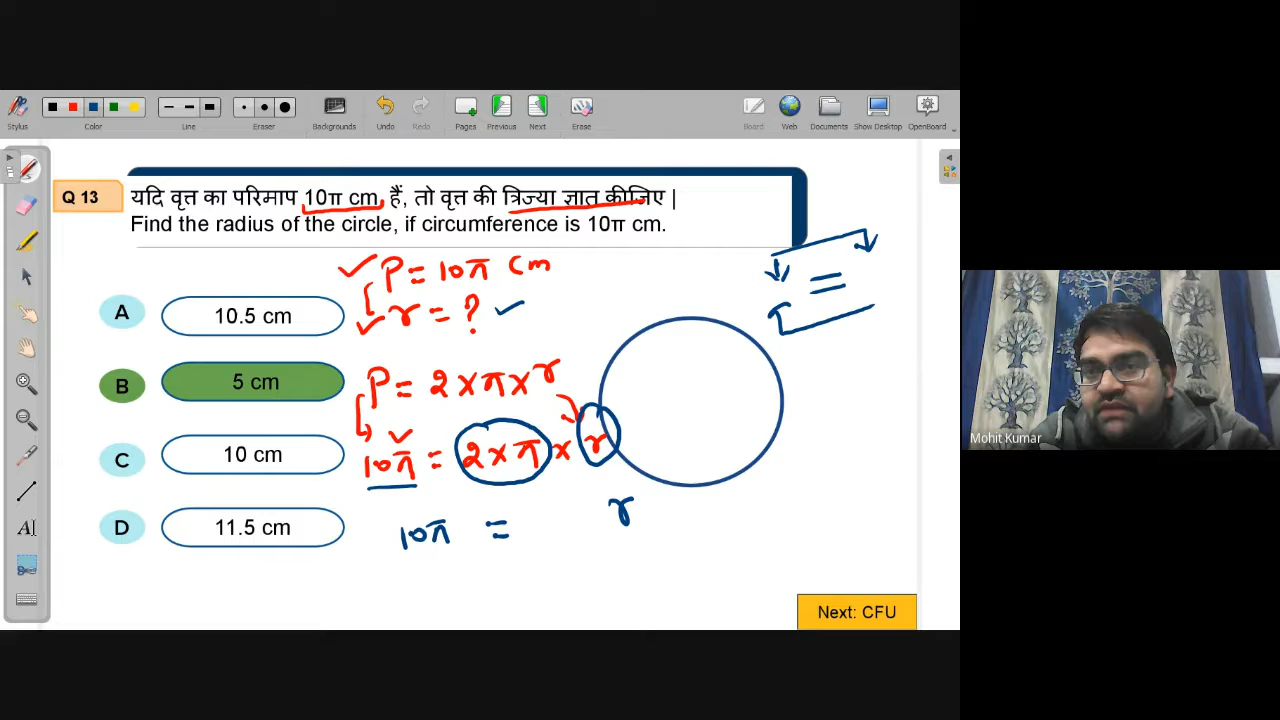 Stylus
Color
Line
Eraser
Backgrounds
Undo
Redo
Pages
Previous
Next
Erase
Board
Web
Documents
Show Desktop
OpenBoard
Q 13
यदि वृत्त का परिमाप 10π cm हैं, तो वृत्त की त्रिज्या ज्ञात कीजिए |
Find the radius of the circle, if circumference is 10π cm.
P = 10π cm
r = ?
A
10.5 cm
=
B
5 cm
P = 2×π×r
C
10 cm
10π = 2×π × r
D
11.5 cm
10π = r
Mohit Kumar
Next: CFU